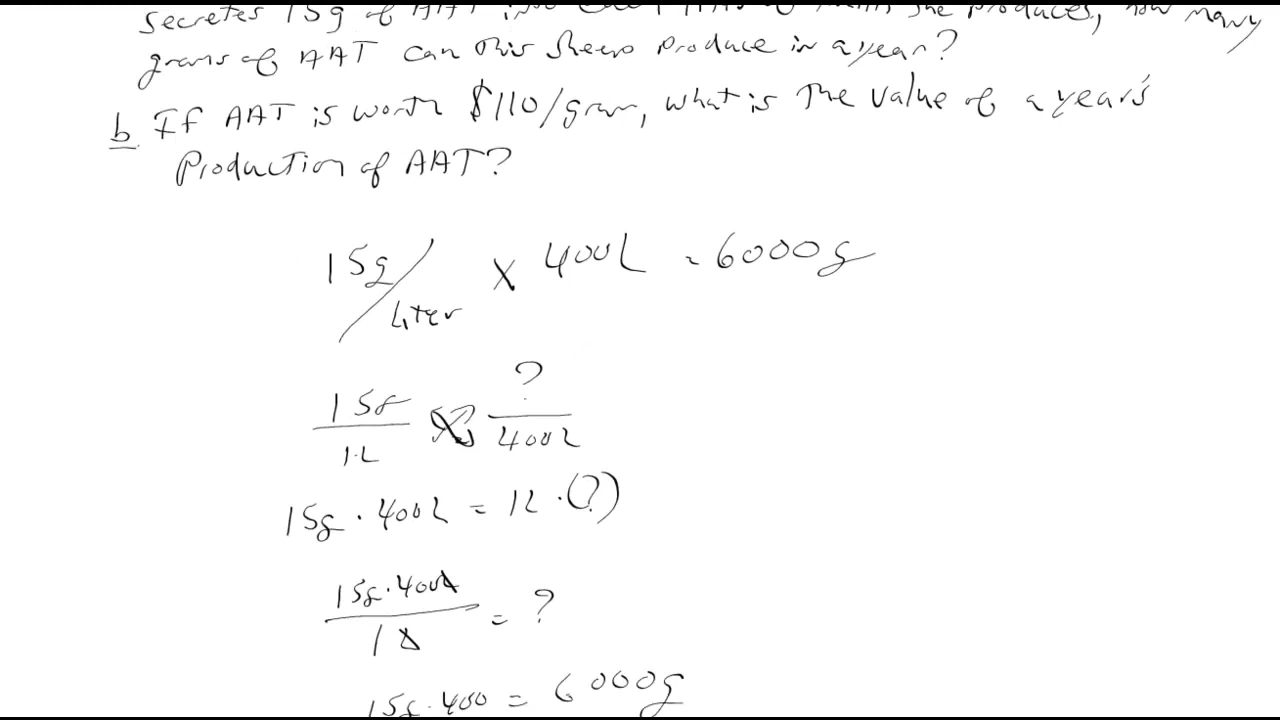 secretes 15g of AAT into each liter of milk she produces, how many
grams of AAT can this sheep produce in a year?
b. If AAT is worth $110/gram, what is the value of a year's
Production of AAT?
15g/Liter X 400L = 6000g
15g/1L = ?/400L
15g · 400L = 1L · (?)
15g·400L/1L = ?
15g·400 = 6000g